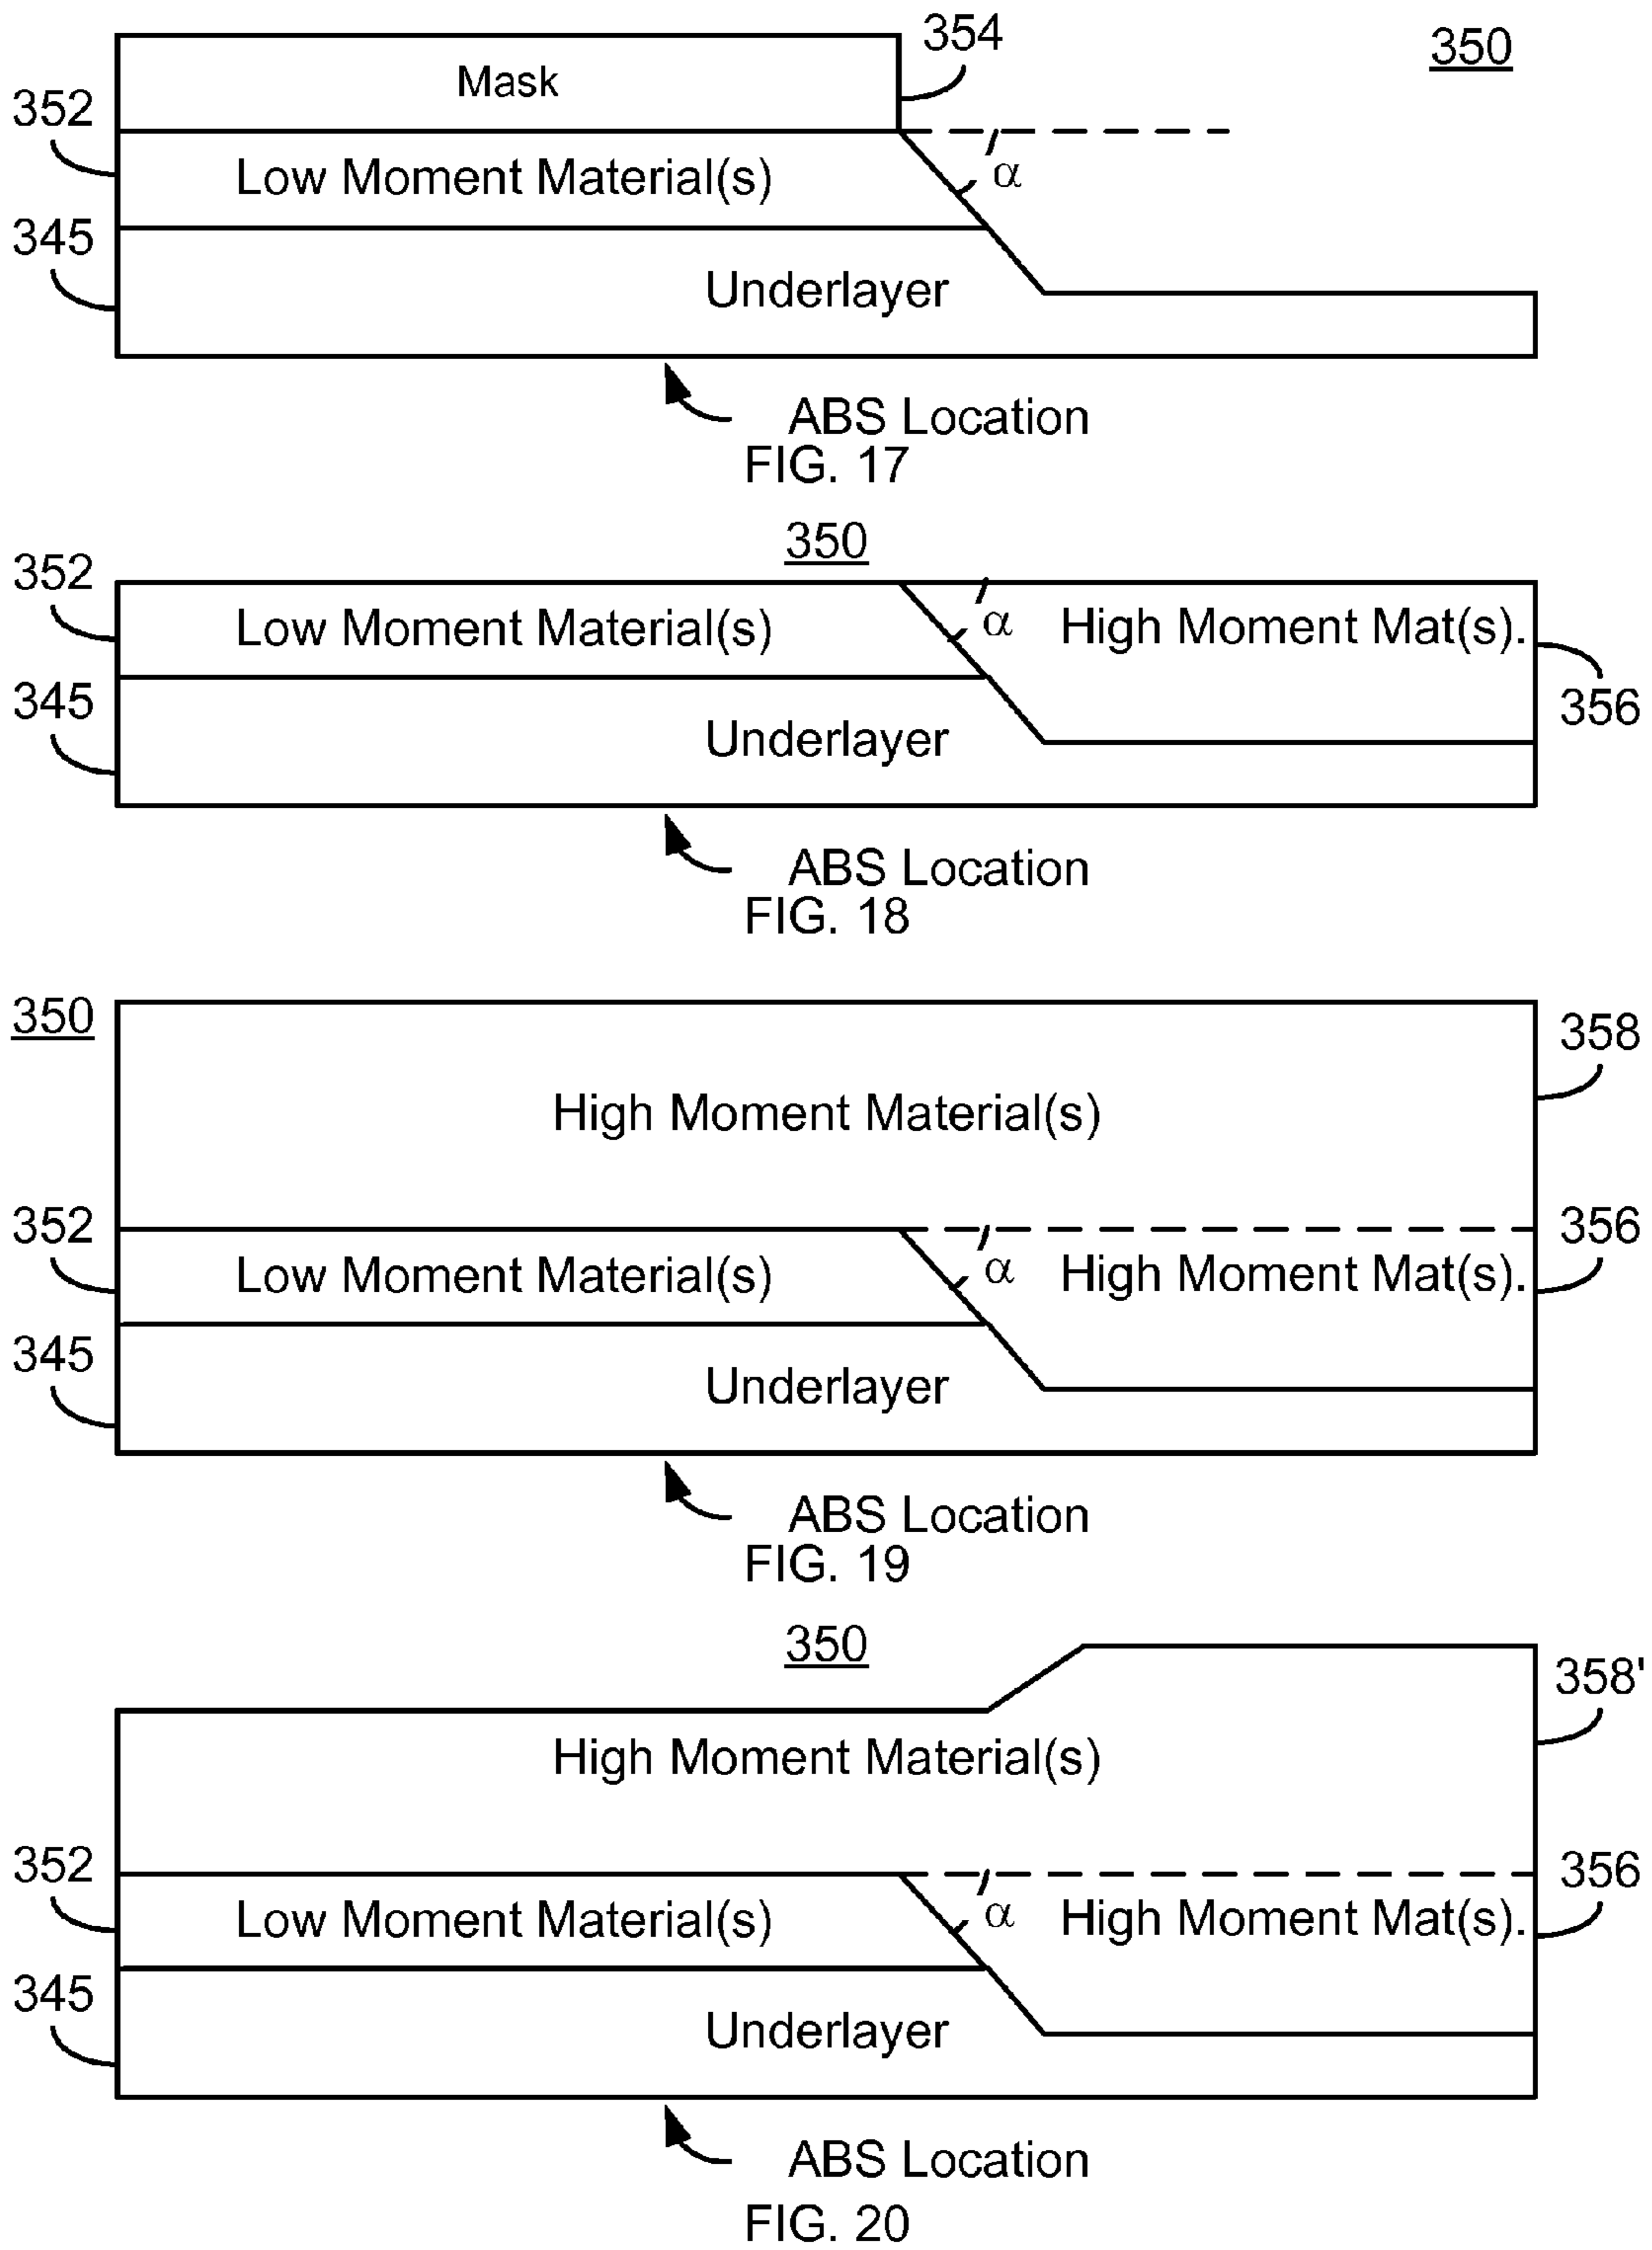 354
350
Mask
352
Low Moment Material(s)
α
345
Underlayer
ABS Location
FIG. 17
350
352
Low Moment Material(s)
α
High Moment Mat(s).
345
356
Underlayer
ABS Location
FIG. 18
350
358
High Moment Material(s)
352
356
Low Moment Material(s)
α
High Moment Mat(s).
345
Underlayer
ABS Location
FIG. 19
350
358'
High Moment Material(s)
352
356
Low Moment Material(s)
α
High Moment Mat(s).
345
Underlayer
ABS Location
FIG. 20